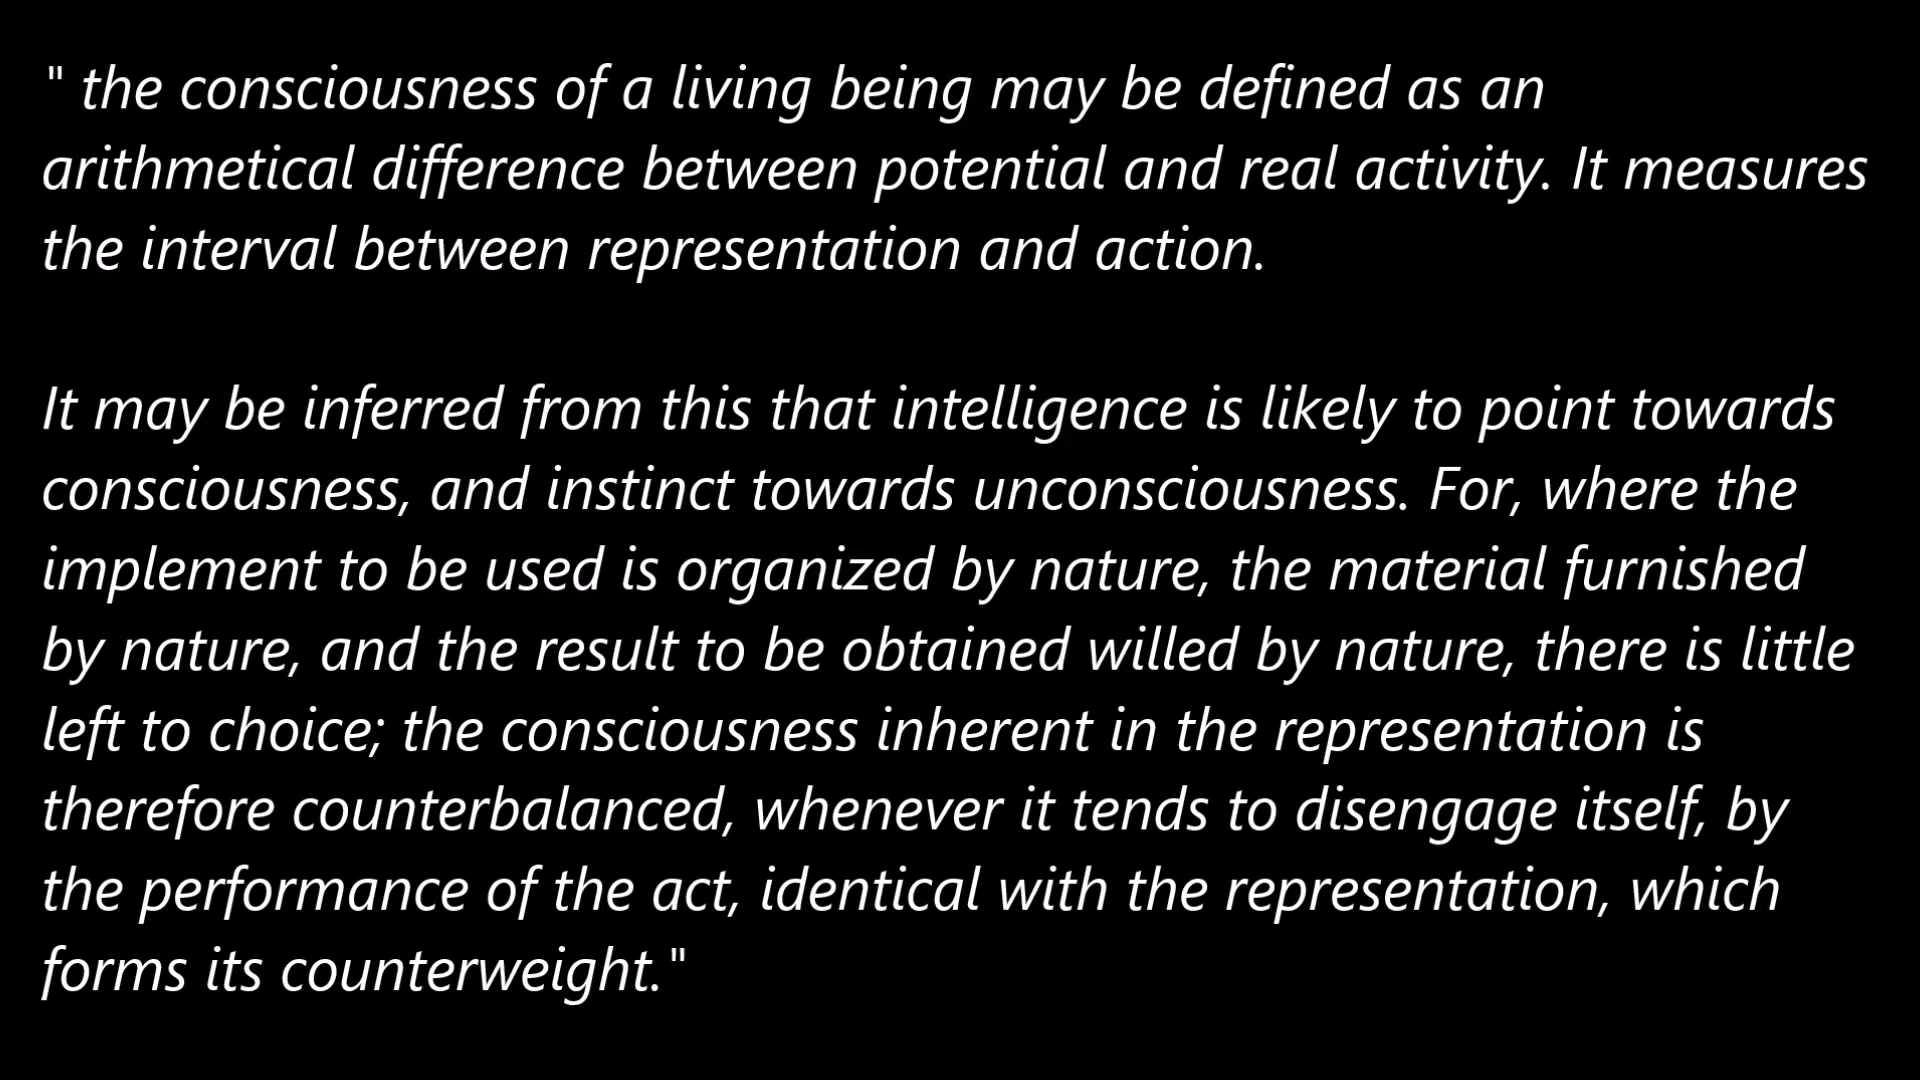 " the consciousness of a living being may be defined as an
arithmetical difference between potential and real activity. It measures
the interval between representation and action.
It may be inferred from this that intelligence is likely to point towards
consciousness, and instinct towards unconsciousness. For, where the
implement to be used is organized by nature, the material furnished
by nature, and the result to be obtained willed by nature, there is little
left to choice; the consciousness inherent in the representation is
therefore counterbalanced, whenever it tends to disengage itself, by
the performance of the act, identical with the representation, which
forms its counterweight."